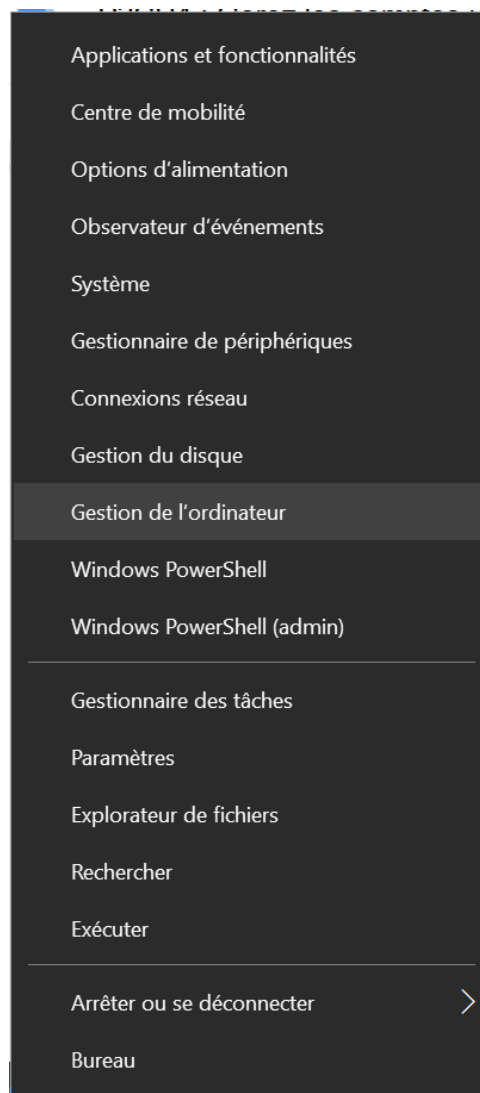 Applications et fonctionnalités
Centre de mobilité
Options d'alimentation
Observateur d'événements
Système
Gestionnaire de périphériques
Connexions réseau
Gestion du disque
Gestion de l'ordinateur
Windows PowerShell
Windows PowerShell (admin)
Gestionnaire des tâches
Paramètres
Explorateur de fichiers
Rechercher
Exécuter
Arrêter ou se déconnecter
Bureau